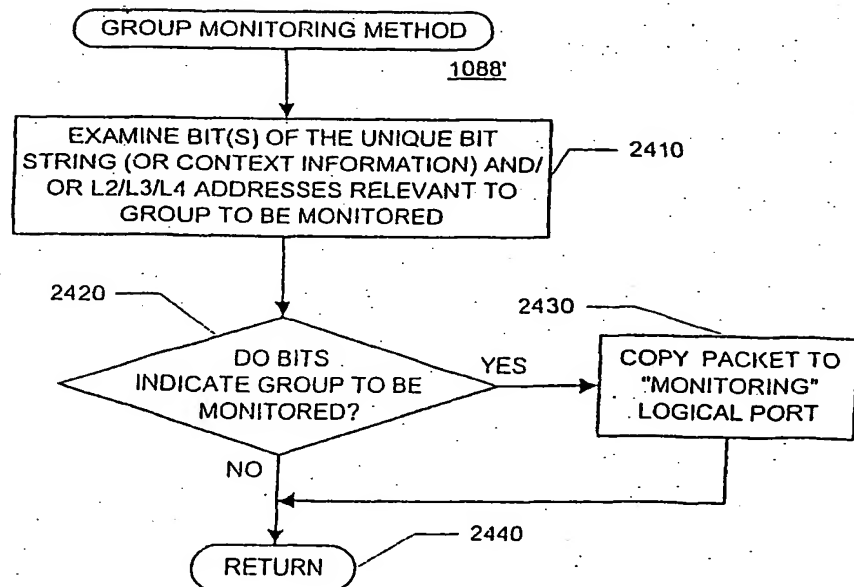 GROUP MONITORING METHOD
1088'
EXAMINE BIT(S) OF THE UNIQUE BIT
STRING (OR CONTEXT INFORMATION) AND/
OR L2/L3/L4 ADDRESSES RELEVANT TO
GROUP TO BE MONITORED
2410
2420
DO BITS
INDICATE GROUP TO BE
MONITORED?
YES
2430
COPY PACKET TO
"MONITORING"
LOGICAL PORT
NO
RETURN
2440